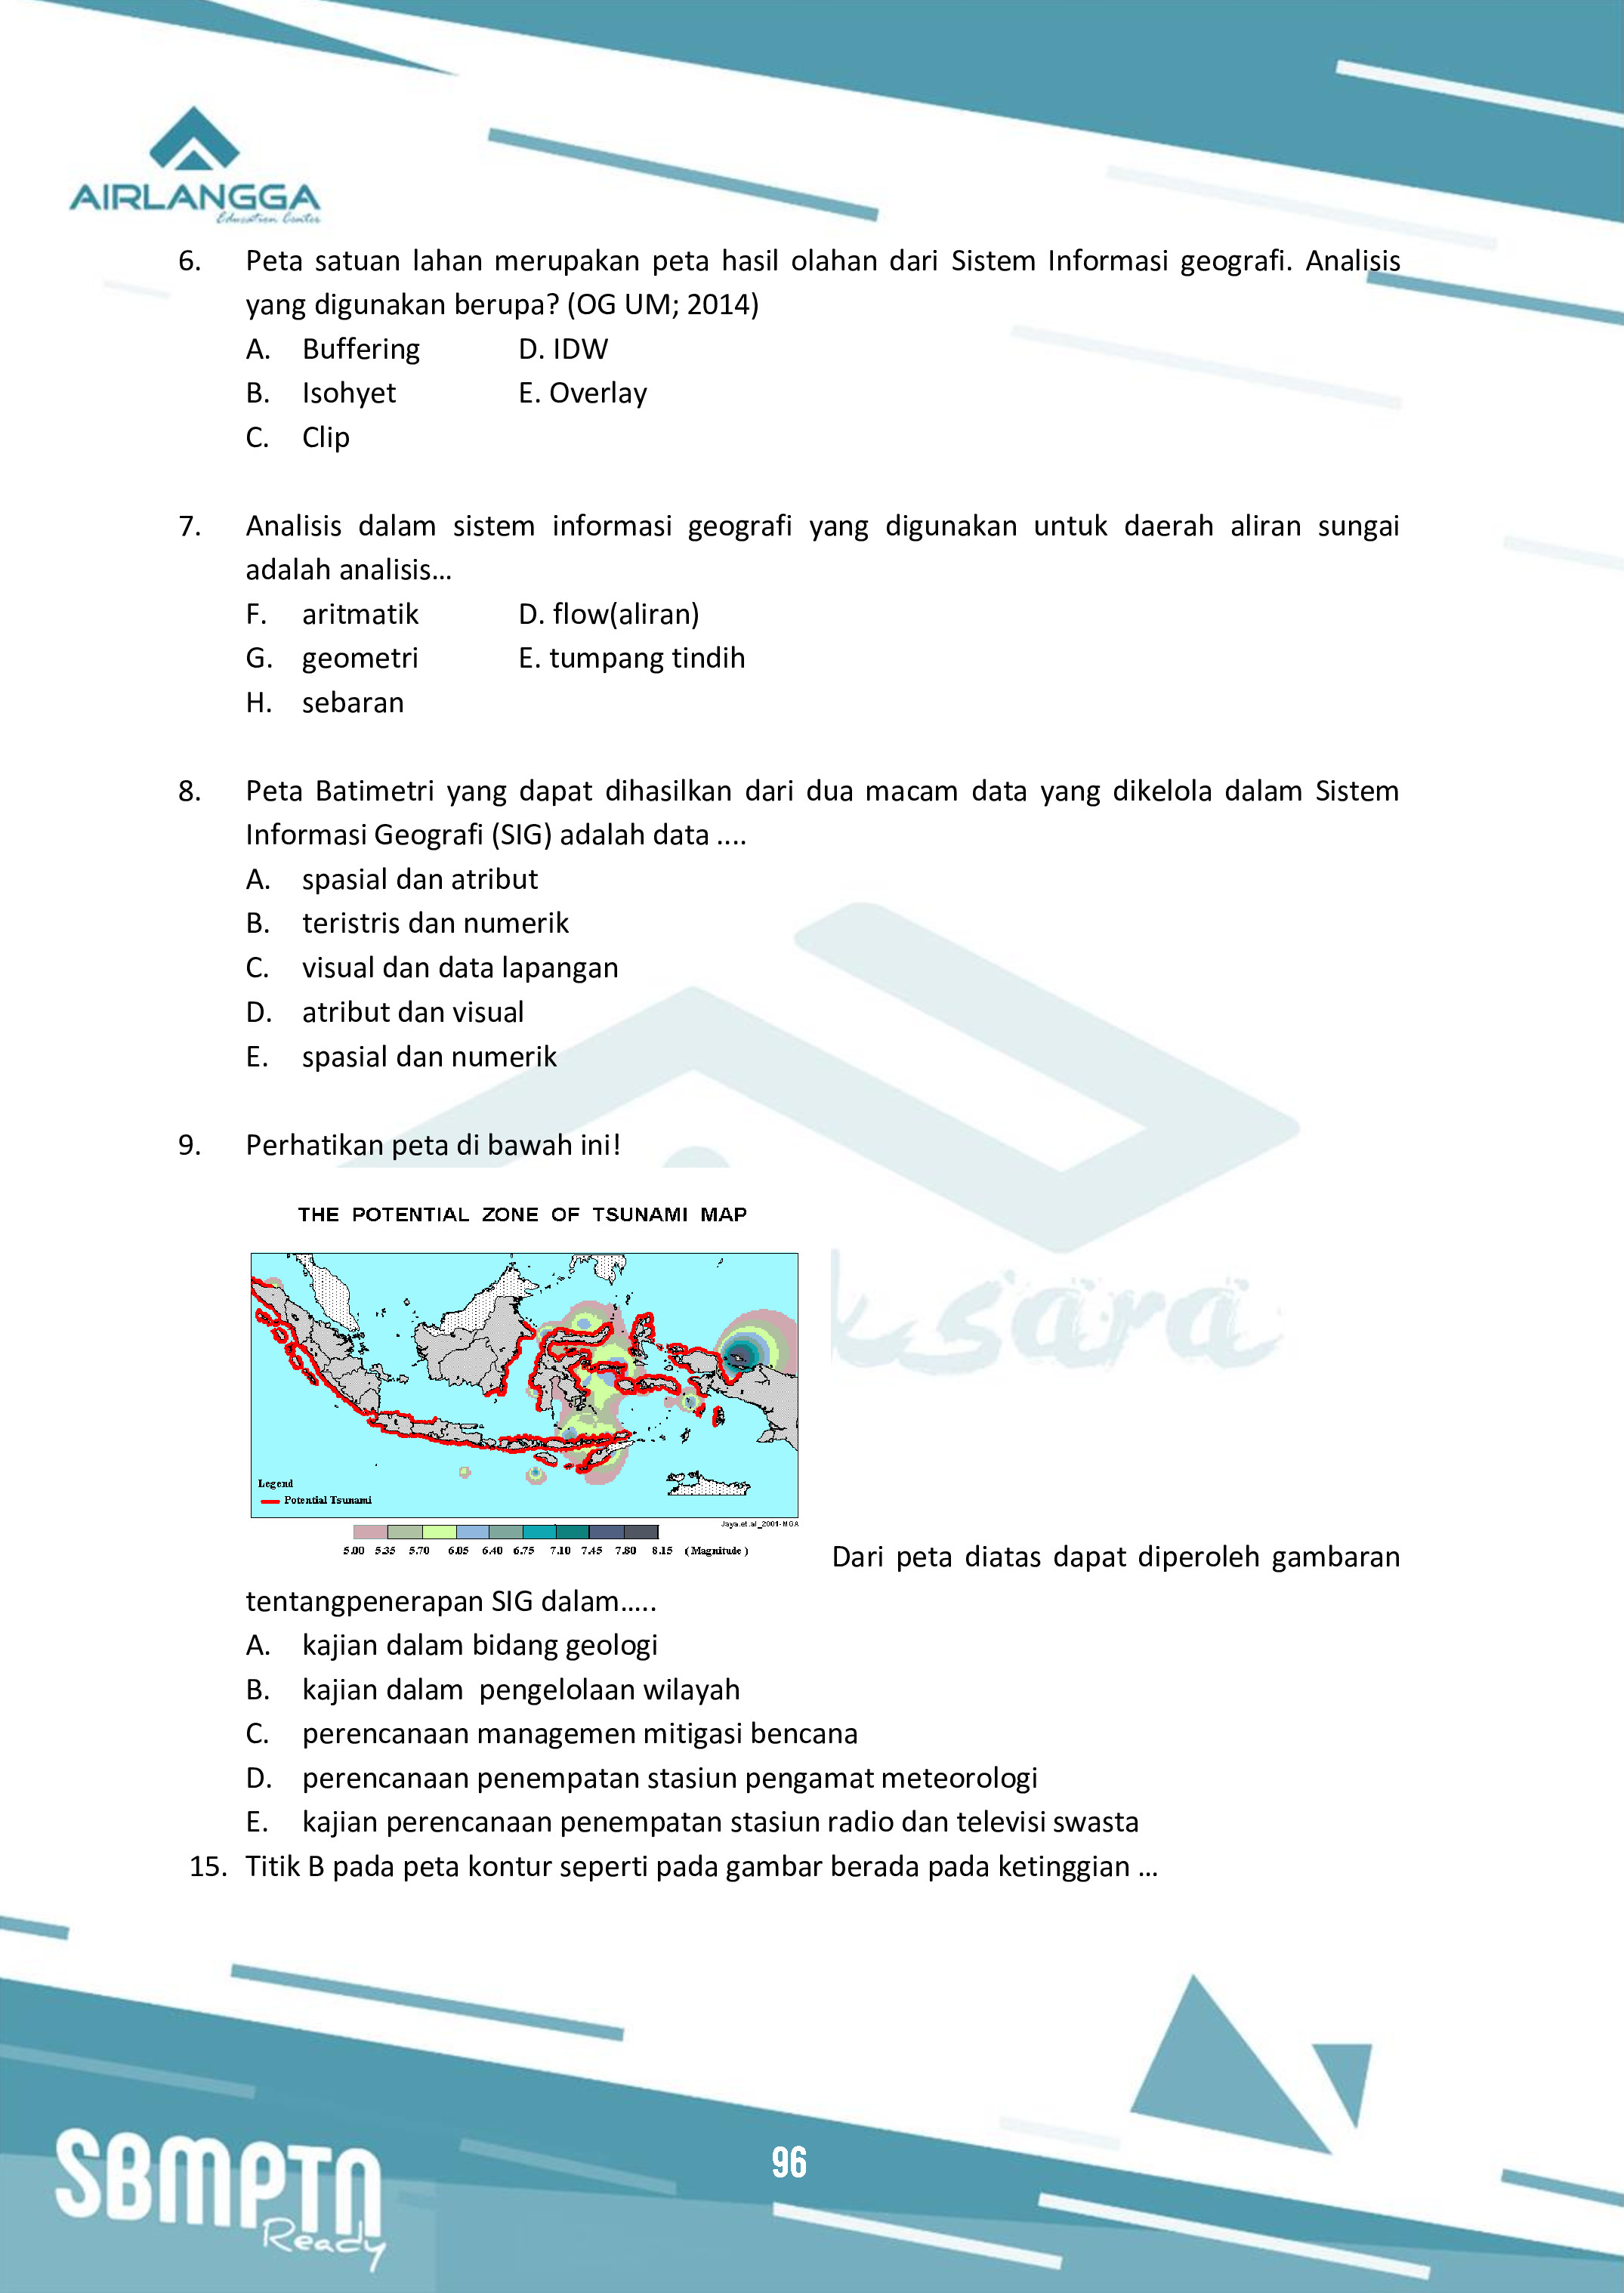 AIRLANGGA
Education Center
6. Peta satuan lahan merupakan peta hasil olahan dari Sistem Informasi geografi. Analisis
yang digunakan berupa? (OG UM; 2014)
A. Buffering D. IDW
B. Isohyet E. Overlay
C. Clip
7. Analisis dalam sistem informasi geografi yang digunakan untuk daerah aliran sungai
adalah analisis...
F. aritmatik D. flow(aliran)
G. geometri E. tumpang tindih
H. sebaran
8. Peta Batimetri yang dapat dihasilkan dari dua macam data yang dikelola dalam Sistem
Informasi Geografi (SIG) adalah data ....
A. spasial dan atribut
B. teristris dan numerik
C. visual dan data lapangan
D. atribut dan visual
E. spasial dan numerik
9. Perhatikan peta di bawah ini!
THE POTENTIAL ZONE OF TSUNAMI MAP
Legend
Potential Tsunami
Jaya.et.al_2001-MGA
5.00 5.35 5.70 6.05 6.40 6.75 7.10 7.45 7.80 8.15 ( Magnitude )
ksara
Dari peta diatas dapat diperoleh gambaran
tentangpenerapan SIG dalam.....
A. kajian dalam bidang geologi
B. kajian dalam pengelolaan wilayah
C. perencanaan managemen mitigasi bencana
D. perencanaan penempatan stasiun pengamat meteorologi
E. kajian perencanaan penempatan stasiun radio dan televisi swasta
15. Titik B pada peta kontur seperti pada gambar berada pada ketinggian ...
SBMPTN
Ready
96